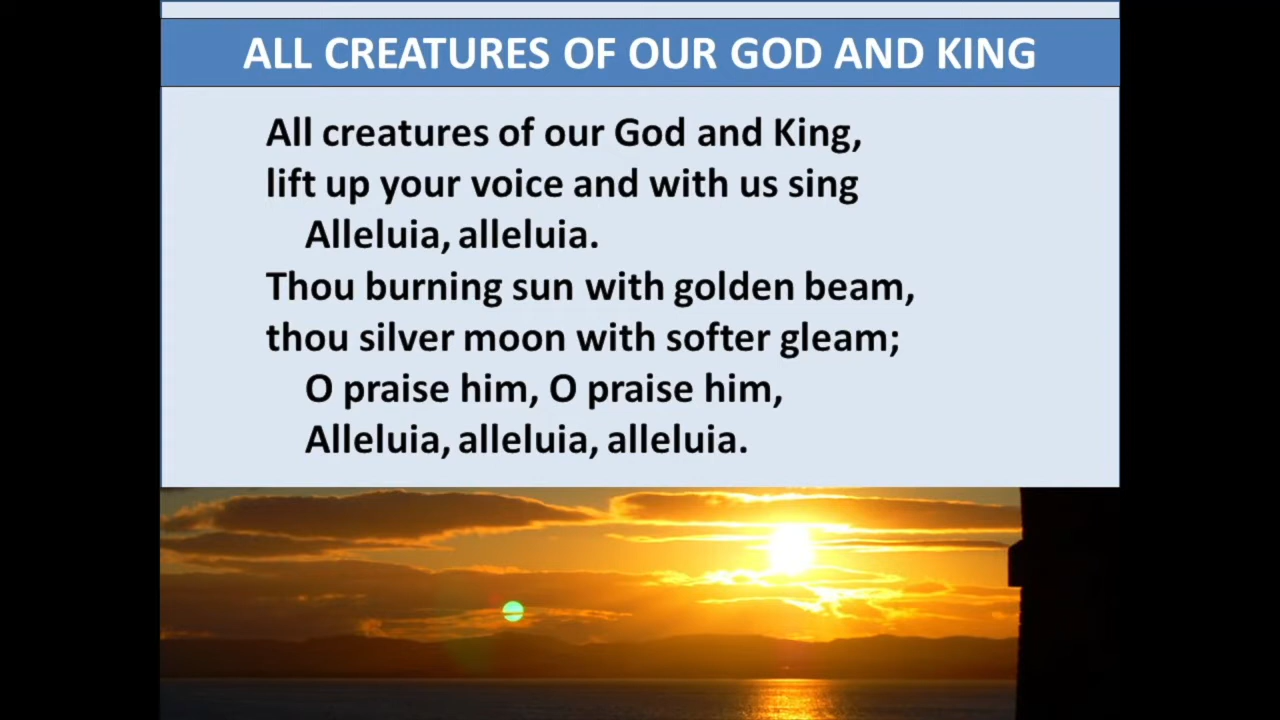 ALL CREATURES OF OUR GOD AND KING
All creatures of our God and King,
lift up your voice and with us sing
Alleluia, alleluia.
Thou burning sun with golden beam,
thou silver moon with softer gleam;
O praise him, O praise him,
Alleluia, alleluia, alleluia.